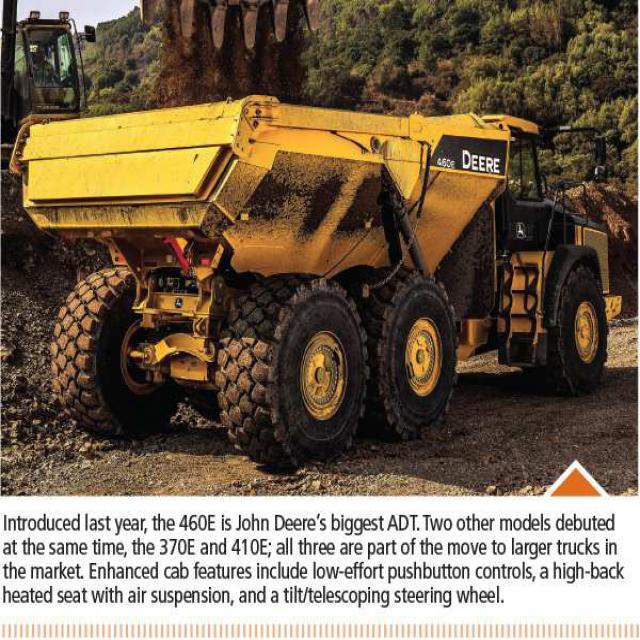 460E DEERE
Introduced last year, the 460E is John Deere's biggest ADT. Two other models debuted
at the same time, the 370E and 410E; all three are part of the move to larger trucks in
the market. Enhanced cab features include low-effort pushbutton controls, a high-back
heated seat with air suspension, and a tilt/telescoping steering wheel.